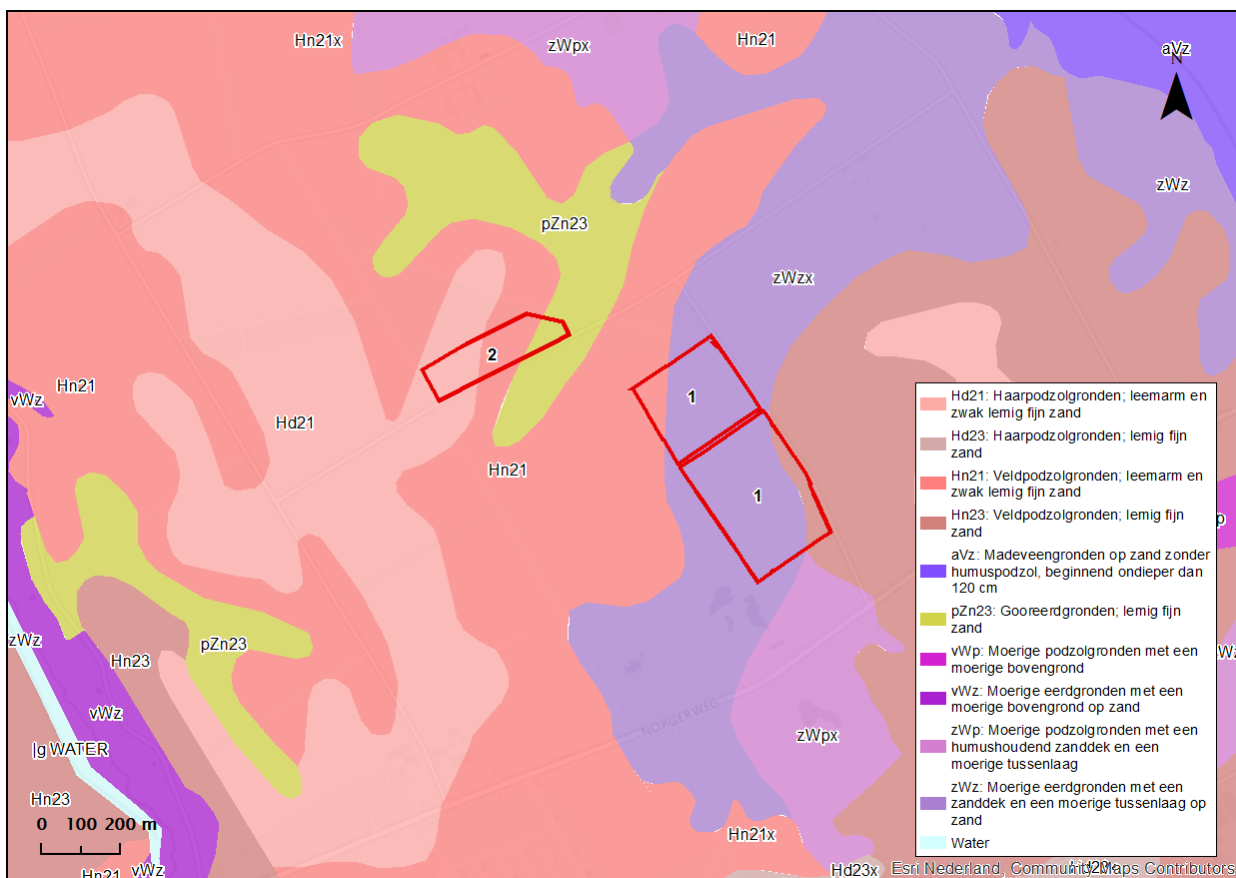 Hn21x
zWpx
Hn21
aVz
N
zWz
pZn23
zWzx
2
1
Hn21
vWz
Hd21
Hn21
1
p
Wz
zWz
Hn23
pZn23
vWz
lg WATER
Hn23
NORGERWEG
zWpx
0 100 200 m
Hn21
vWz
Hn21x
Hd23x
Hd21: Haarpodzolgronden; leemarm en
zwak lemig fijn zand
Hd23: Haarpodzolgronden; lemig fijn
zand
Hn21: Veldpodzolgronden; leemarm en
zwak lemig fijn zand
Hn23: Veldpodzolgronden; lemig fijn
zand
aVz: Madeveengronden op zand zonder
humuspodzol, beginnend ondieper dan
120 cm
pZn23: Gooreerdgronden; lemig fijn
zand
vWp: Moerige podzolgronden met een
moerige bovengrond
vWz: Moerige eerdgronden met een
moerige bovengrond op zand
zWp: Moerige podzolgronden met een
humushoudend zanddek en een
moerige tussenlaag
zWz: Moerige eerdgronden met een
zanddek en een moerige tussenlaag op
zand
Water
Esri Nederland, Community Maps Contributors